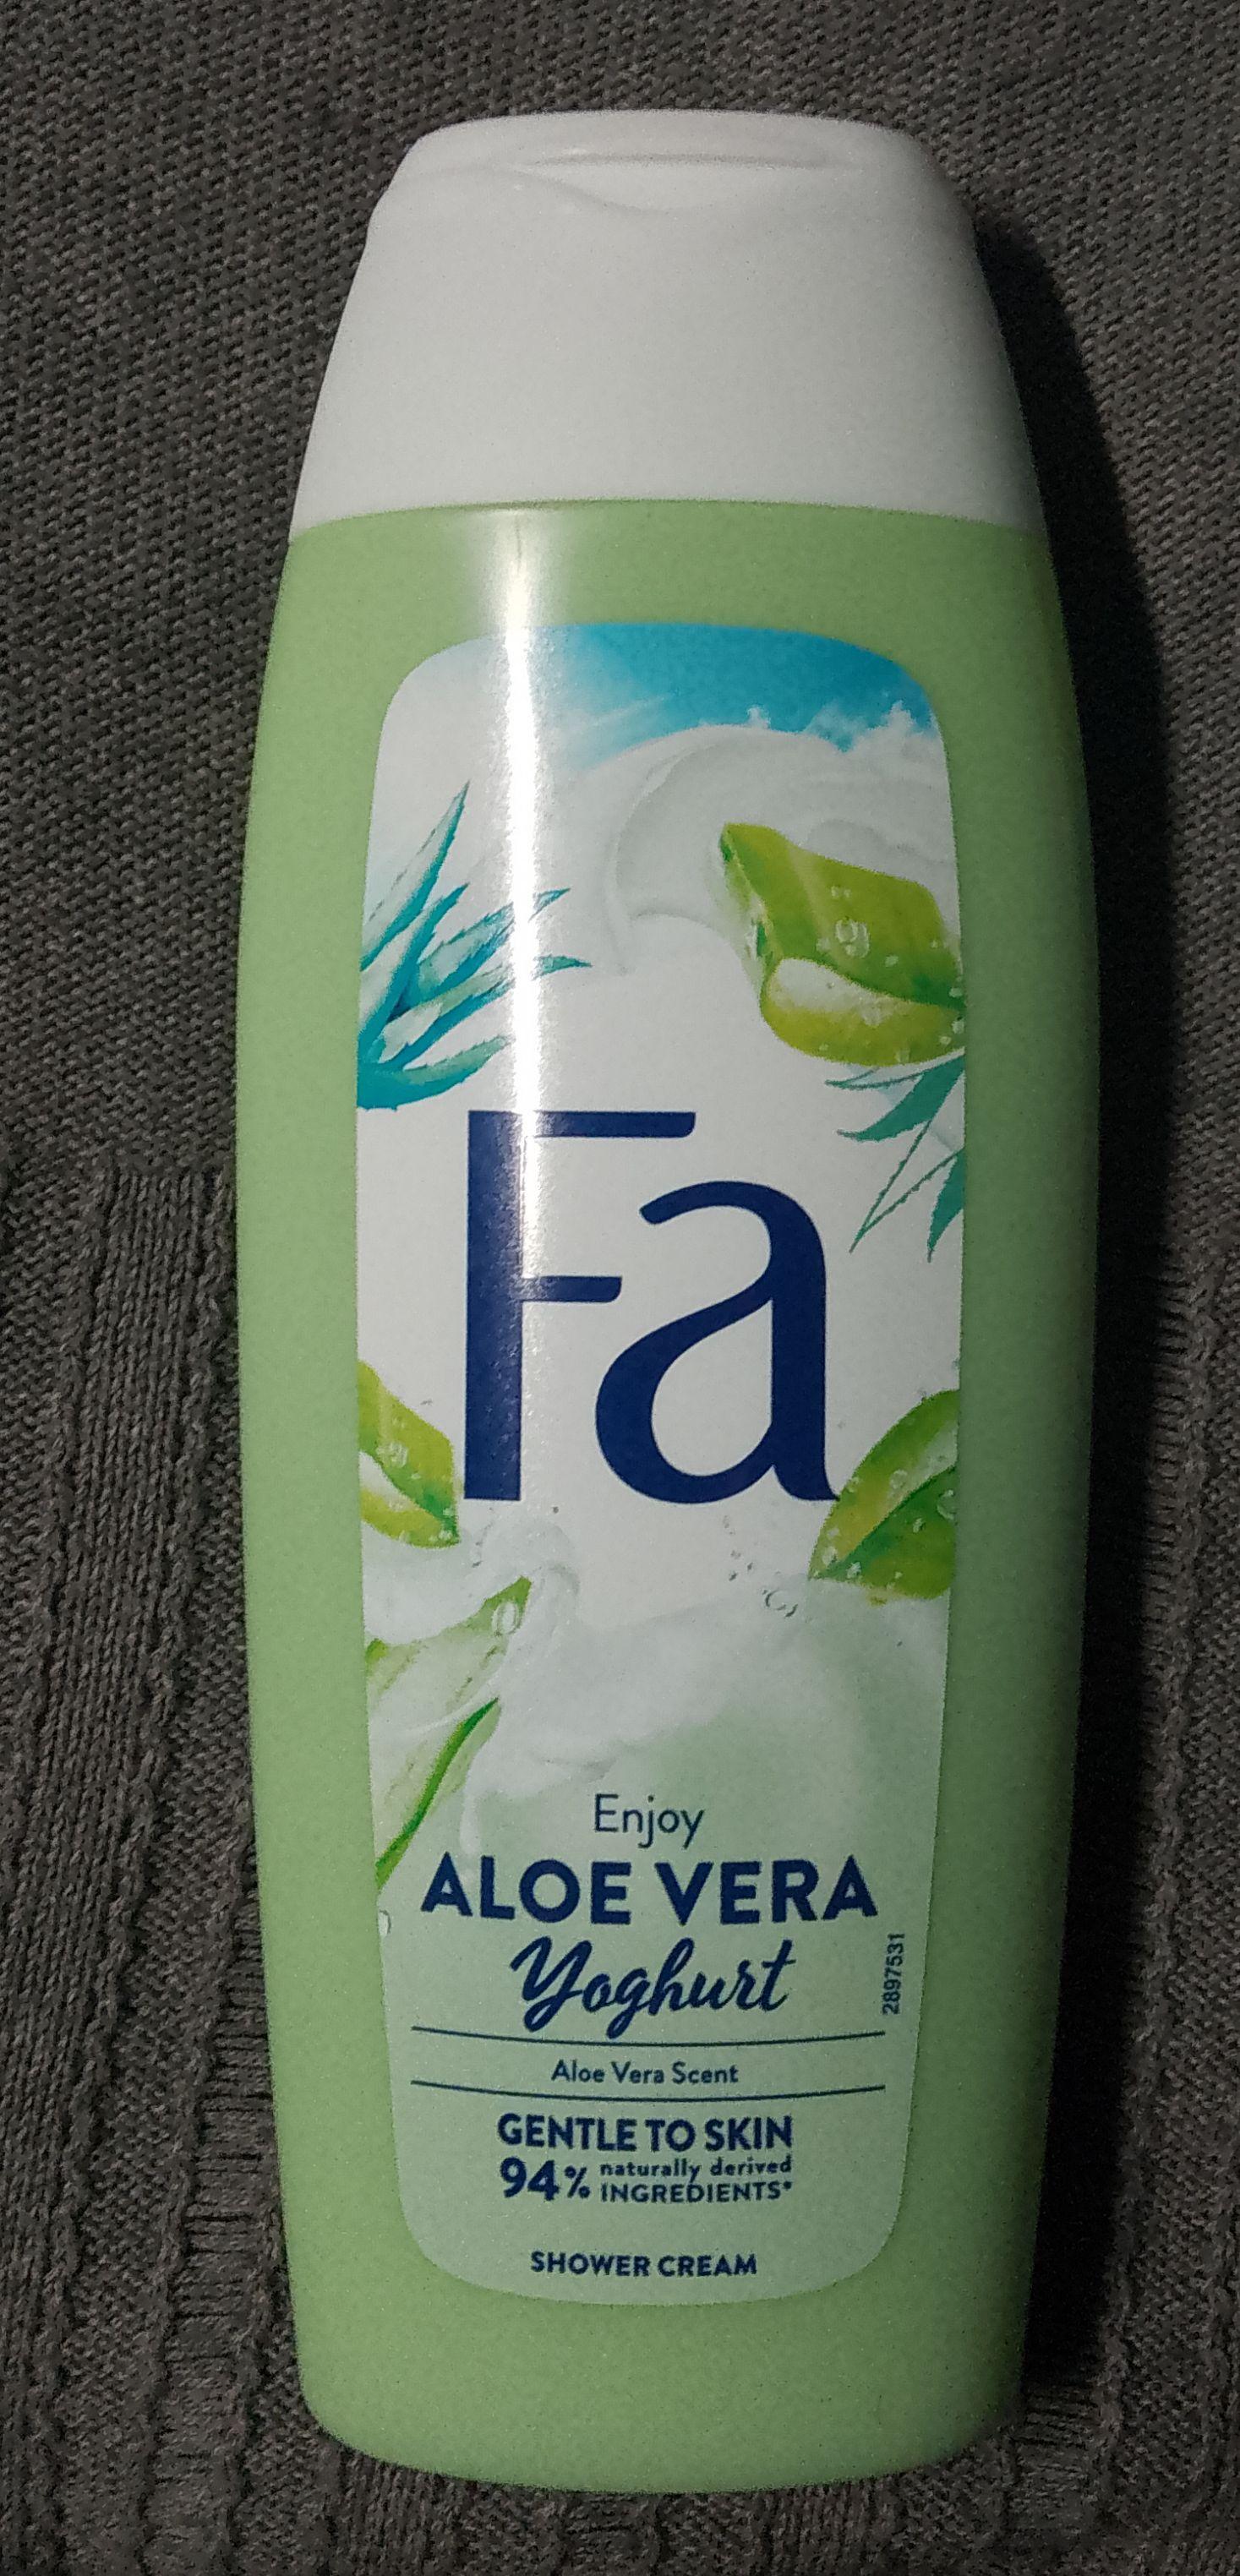 Fa
Enjoy
ALOE VERA
Yoghurt
2897531
Aloe Vera Scent
GENTLE TO SKIN
94% naturally derived
INGREDIENTS*
SHOWER CREAM